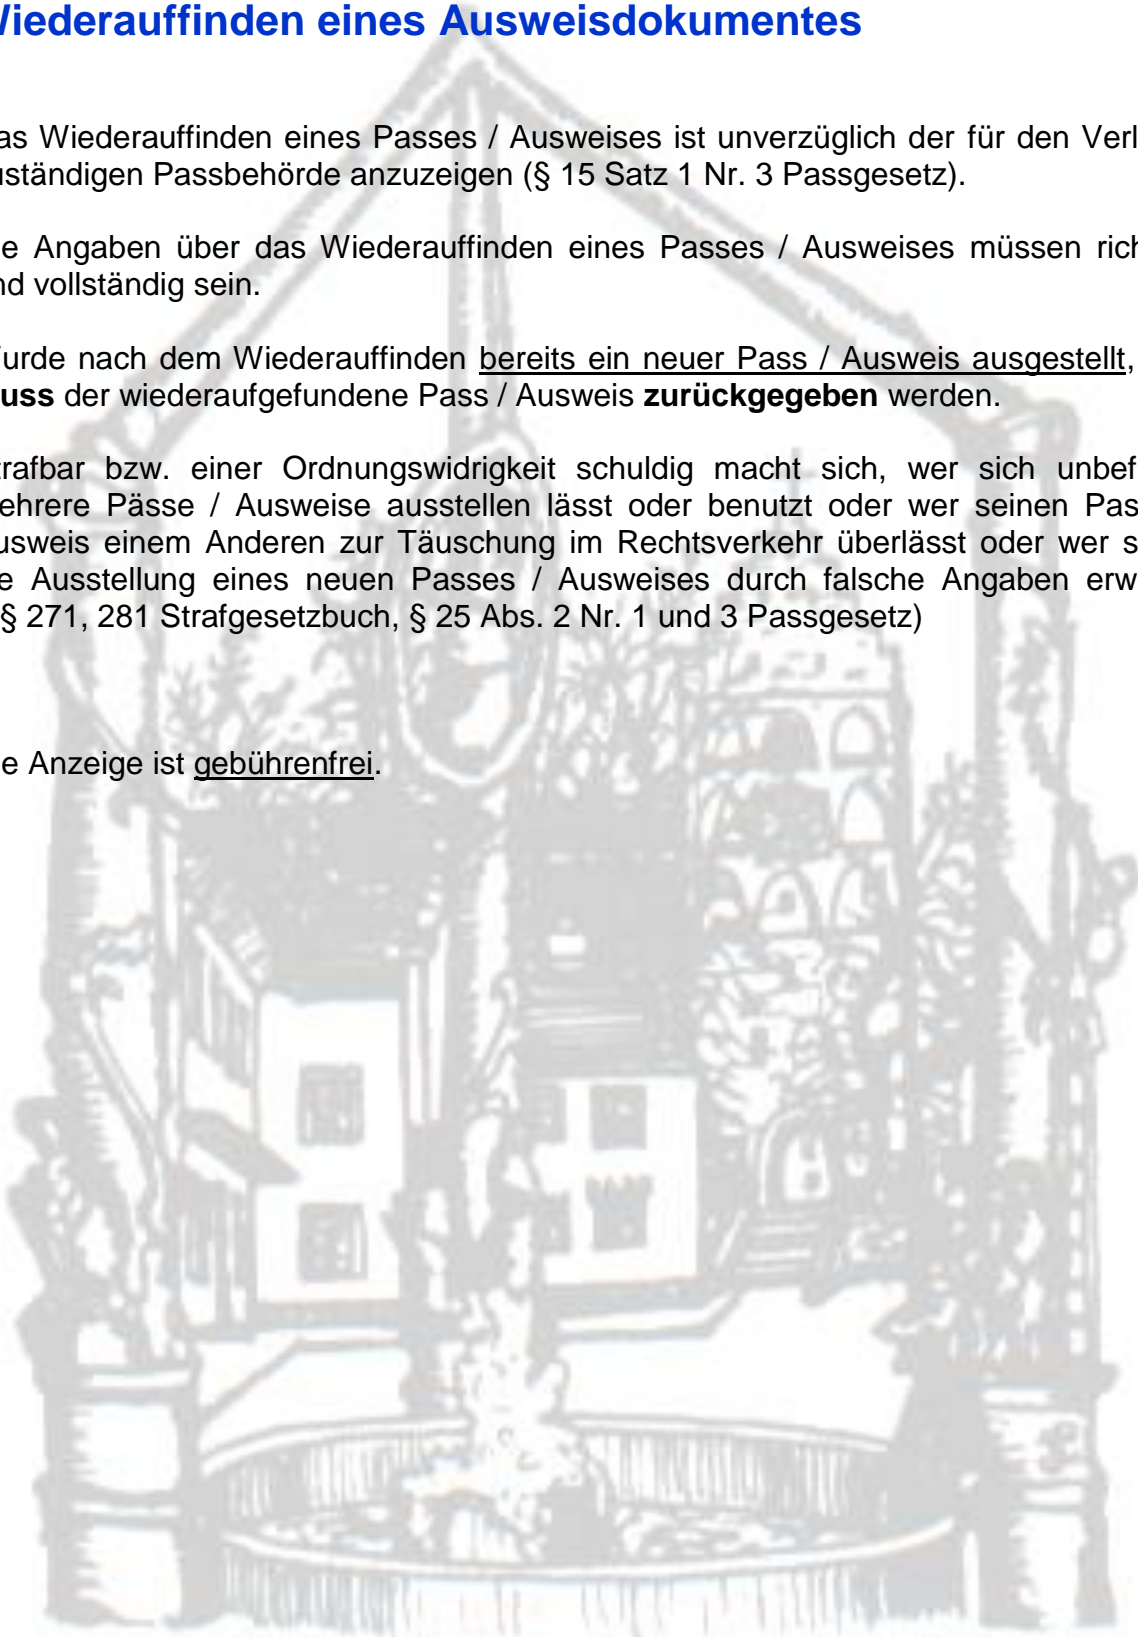 Wiederauffinden eines Ausweisdokumentes
as Wiederauffinden eines Passes / Ausweises ist unverzüglich der für den Verl
uständigen Passbehörde anzuzeigen (§ 15 Satz 1 Nr. 3 Passgesetz).
e Angaben über das Wiederauffinden eines Passes / Ausweises müssen rich
nd vollständig sein.
urde nach dem Wiederauffinden bereits ein neuer Pass / Ausweis ausgestellt,
uss der wiederaufgefundene Pass / Ausweis zurückgegeben werden.
trafbar bzw. einer Ordnungswidrigkeit schuldig macht sich, wer sich unbef
ehrere Pässe / Ausweise ausstellen lässt oder benutzt oder wer seinen Pas
usweis einem Anderen zur Täuschung im Rechtsverkehr überlässt oder wer s
e Ausstellung eines neuen Passes / Ausweises durch falsche Angaben erw
§ 271, 281 Strafgesetzbuch, § 25 Abs. 2 Nr. 1 und 3 Passgesetz)
e Anzeige ist gebührenfrei.